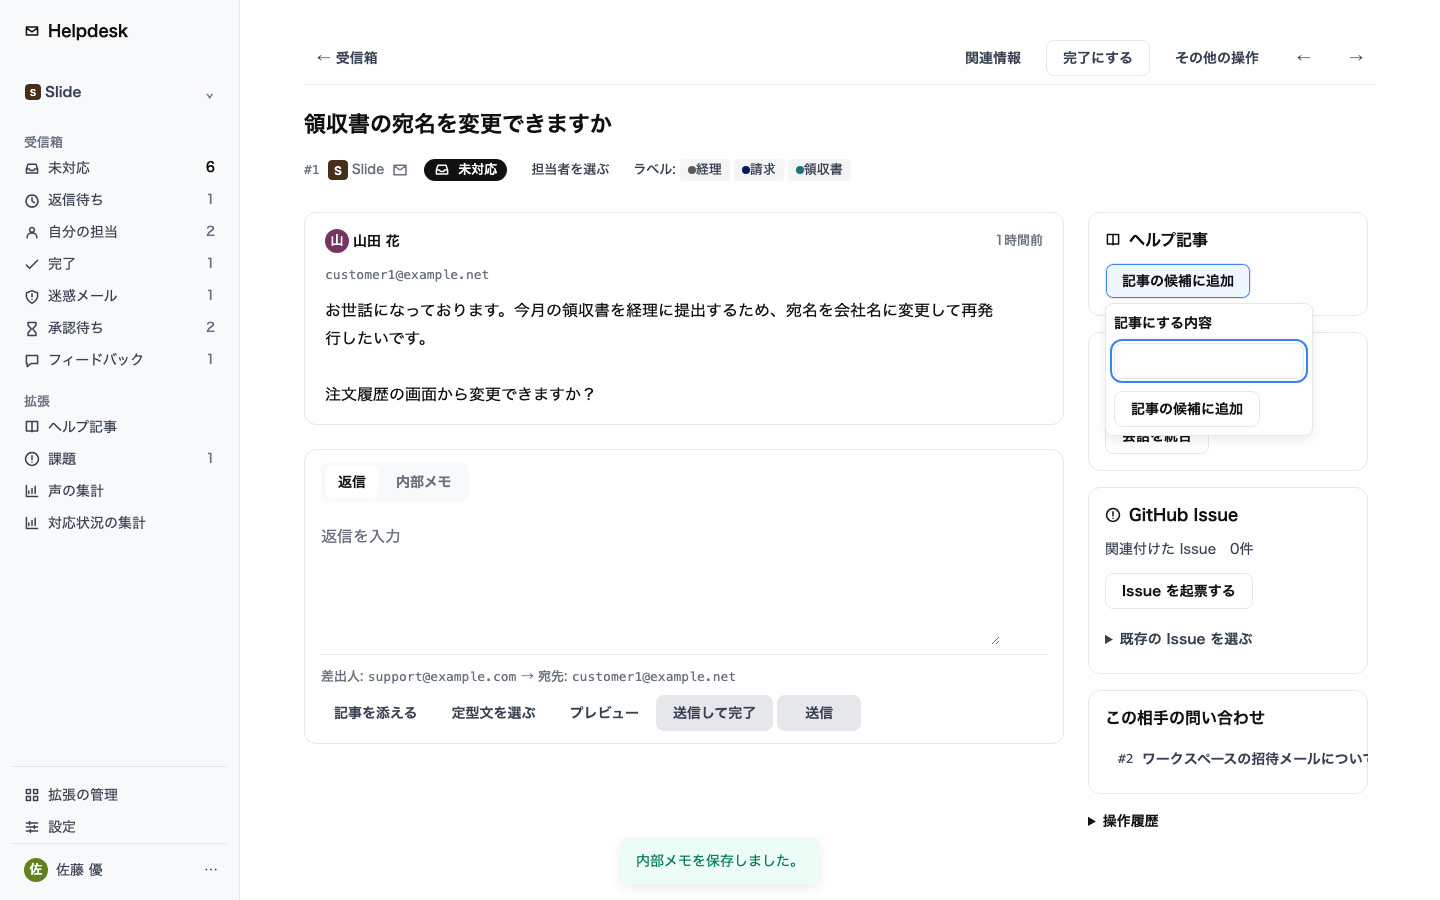 Helpdesk
S Slide
受信箱
未対応 6
返信待ち 1
自分の担当 2
完了 1
迷惑メール 1
承認待ち 2
フィードバック 1
拡張
ヘルプ記事
課題 1
声の集計
対応状況の集計
拡張の管理
設定
佐 佐藤 優 …
← 受信箱 関連情報 完了にする その他の操作 ← →
領収書の宛名を変更できますか
#1 S Slide 未対応 担当者を選ぶ ラベル: 経理 請求 領収書
山 山田 花 1時間前
customer1@example.net
お世話になっております。今月の領収書を経理に提出するため、宛名を会社名に変更して再発
行したいです。
注文履歴の画面から変更できますか？
返信 内部メモ
返信を入力
差出人: support@example.com → 宛先: customer1@example.net
記事を添える 定型文を選ぶ プレビュー 送信して完了 送信
ヘルプ記事
記事の候補に追加
記事にする内容
記事の候補に追加
会話を統合
GitHub Issue
関連付けた Issue 0件
Issue を起票する
既存の Issue を選ぶ
この相手の問い合わせ
#2 ワークスペースの招待メールについて
操作履歴
内部メモを保存しました。